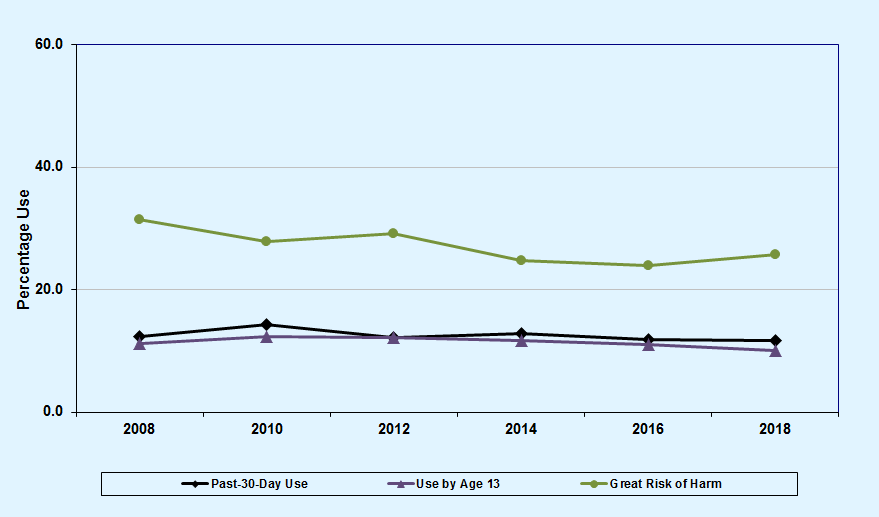 60.0
40.0
20.0
0.0
Percentage Use
2008 2010 2012 2014 2016 2018
Past-30-Day Use Use by Age 13 Great Risk of Harm